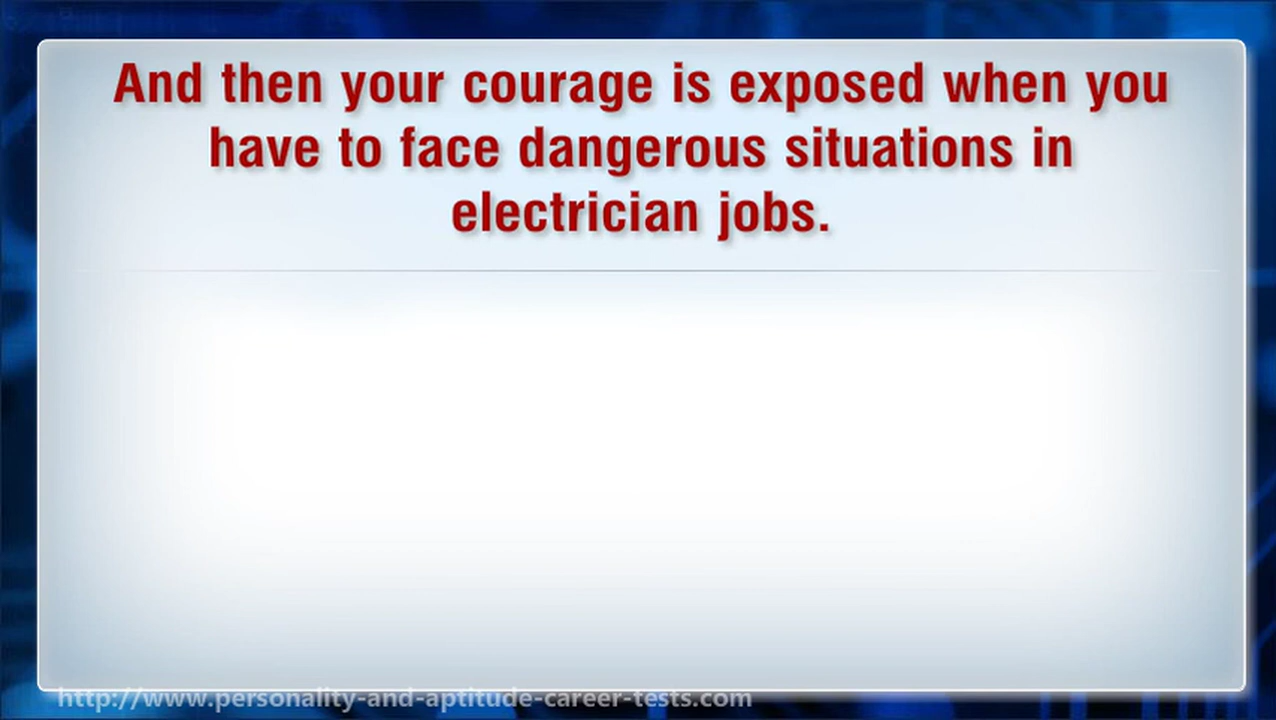 And then your courage is exposed when you
have to face dangerous situations in
electrician jobs.
http://www.personality-and-aptitude-career-tests.com